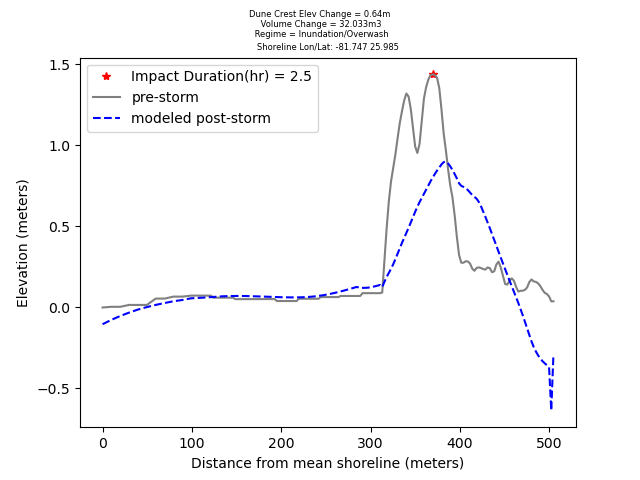 Dune Crest Elev Change = 0.64m
Volume Change = 32.033m3
Regime = Inundation/Overwash
Shoreline Lon/Lat: -81.747 25.985
Impact Duration(hr) = 2.5
pre-storm
modeled post-storm
Elevation (meters)
1.5
1.0
0.5
0.0
−0.5
0 100 200 300 400 500
Distance from mean shoreline (meters)